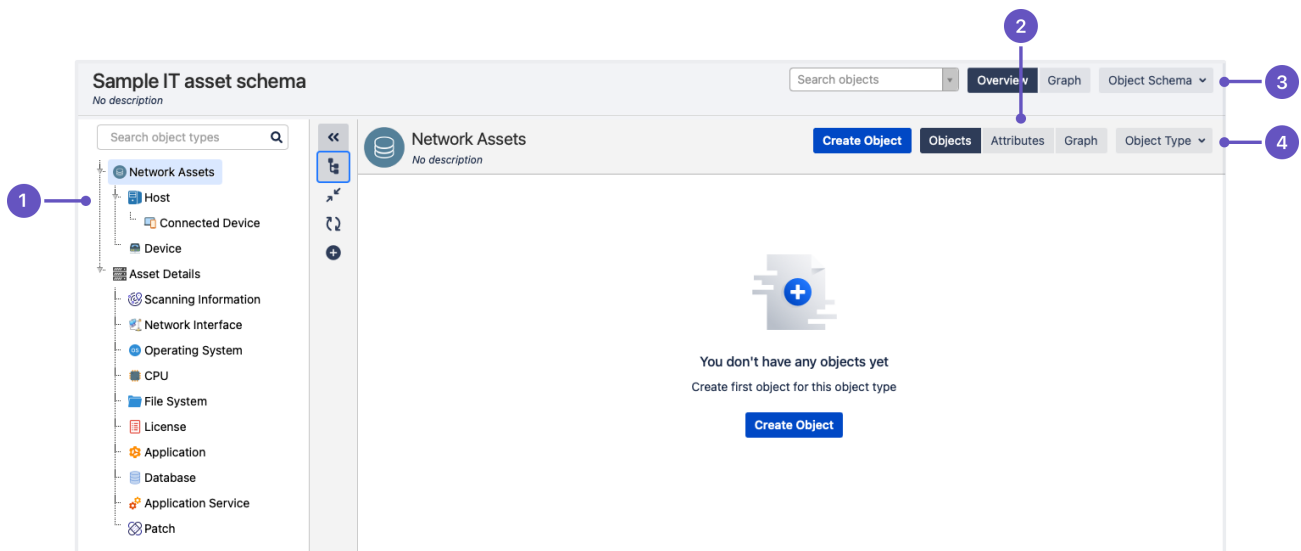 2
Sample IT asset schema
No description
Search objects
Overview
Graph
Object Schema
3
Search object types
Network Assets
No description
Create Object
Objects
Attributes
Graph
Object Type
4
1
Network Assets
Host
Connected Device
Device
Asset Details
Scanning Information
Network Interface
OS
Operating System
CPU
File System
License
Application
Database
Application Service
Patch
You don't have any objects yet
Create first object for this object type
Create Object